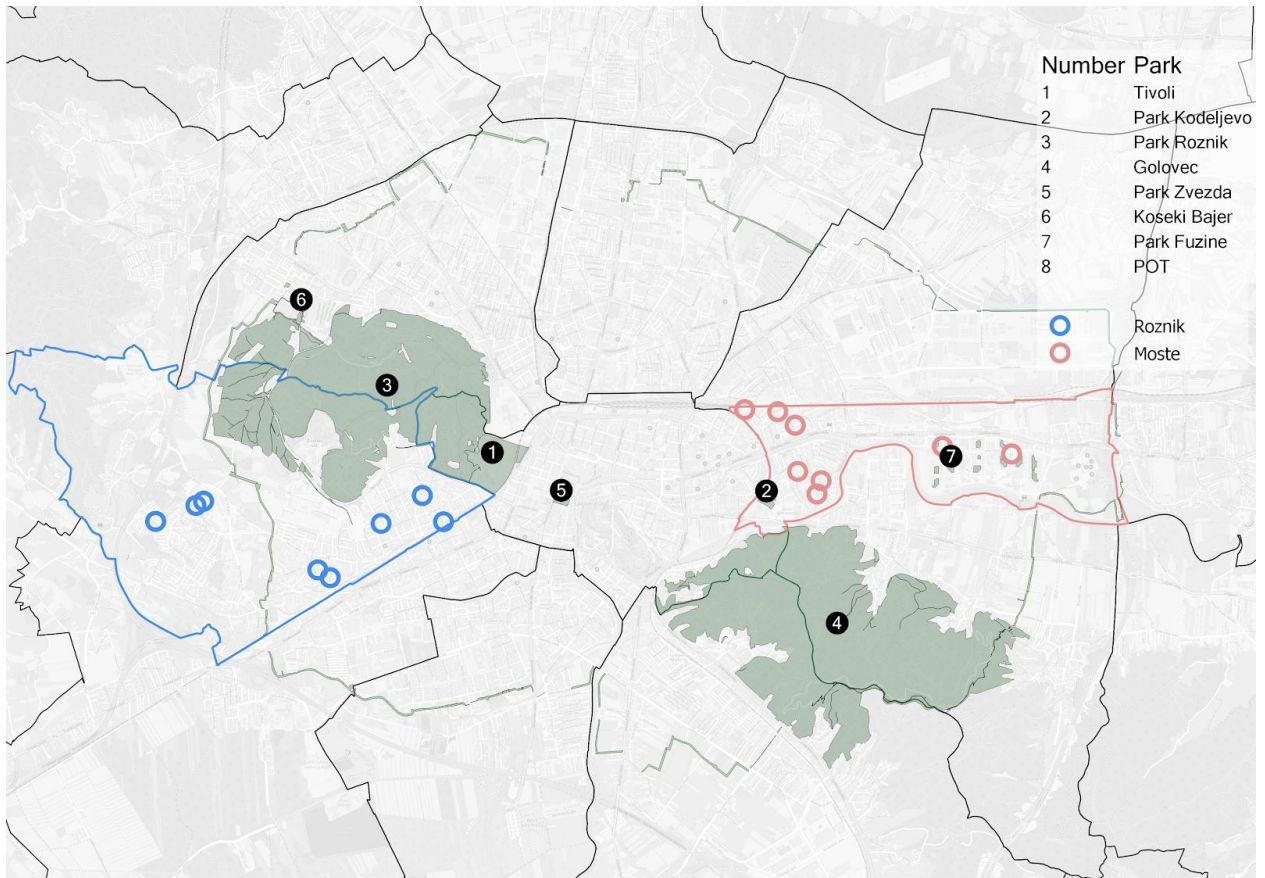 Number Park
1 Tivoli
2 Park Kodeljevo
3 Park Roznik
4 Golovec
5 Park Zvezda
6 Koseki Bajer
7 Park Fuzine
8 POT
Roznik
Moste
6
3
1
5
2
7
4